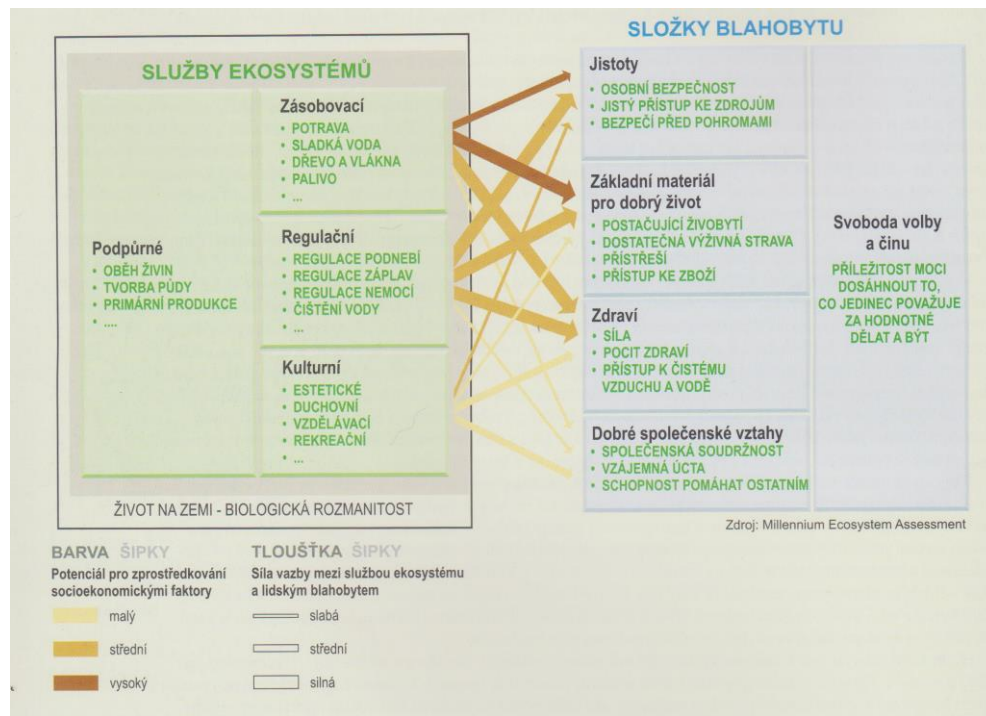 SLOŽKY BLAHOBYTU
SLUŽBY EKOSYSTÉMŮ
Podpůrné
• OBĚH ŽIVIN
• TVORBA PŮDY
• PRIMÁRNÍ PRODUKCE
• ....
Zásobovací
• POTRAVA
• SLADKÁ VODA
• DŘEVO A VLÁKNA
• PALIVO
• ...
Regulační
• REGULACE PODNEBÍ
• REGULACE ZÁPLAV
• REGULACE NEMOCÍ
• ČIŠTĚNÍ VODY
• ...
Kulturní
• ESTETICKÉ
• DUCHOVNÍ
• VZDĚLÁVACÍ
• REKREAČNÍ
• ...
ŽIVOT NA ZEMI - BIOLOGICKÁ ROZMANITOST
Jistoty
• OSOBNÍ BEZPEČNOST
• JISTÝ PŘÍSTUP KE ZDROJŮM
• BEZPEČÍ PŘED POHROMAMI
Základní materiál
pro dobrý život
• POSTAČUJÍCÍ ŽIVOBYTÍ
• DOSTATEČNÁ VÝŽIVNÁ STRAVA
• PŘÍSTŘEŠÍ
• PŘÍSTUP KE ZBOŽÍ
Zdraví
• SÍLA
• POCIT ZDRAVÍ
• PŘÍSTUP K ČISTÉMU
VZDUCHU A VODĚ
Dobré společenské vztahy
• SPOLEČENSKÁ SOUDRŽNOST
• VZÁJEMNÁ ÚCTA
• SCHOPNOST POMÁHAT OSTATNÍM
Svoboda volby
a činu
PŘÍLEŽITOST MOCI
DOSÁHNOUT TO,
CO JEDINEC POVAŽUJE
ZA HODNOTNÉ
DĚLAT A BÝT
Zdroj: Millennium Ecosystem Assessment
BARVA ŠIPKY
Potenciál pro zprostředkování
socioekonomickými faktory
malý
střední
vysoký
TLOUŠŤKA ŠIPKY
Síla vazby mezi službou ekosystému
a lidským blahobytem
slabá
střední
silná